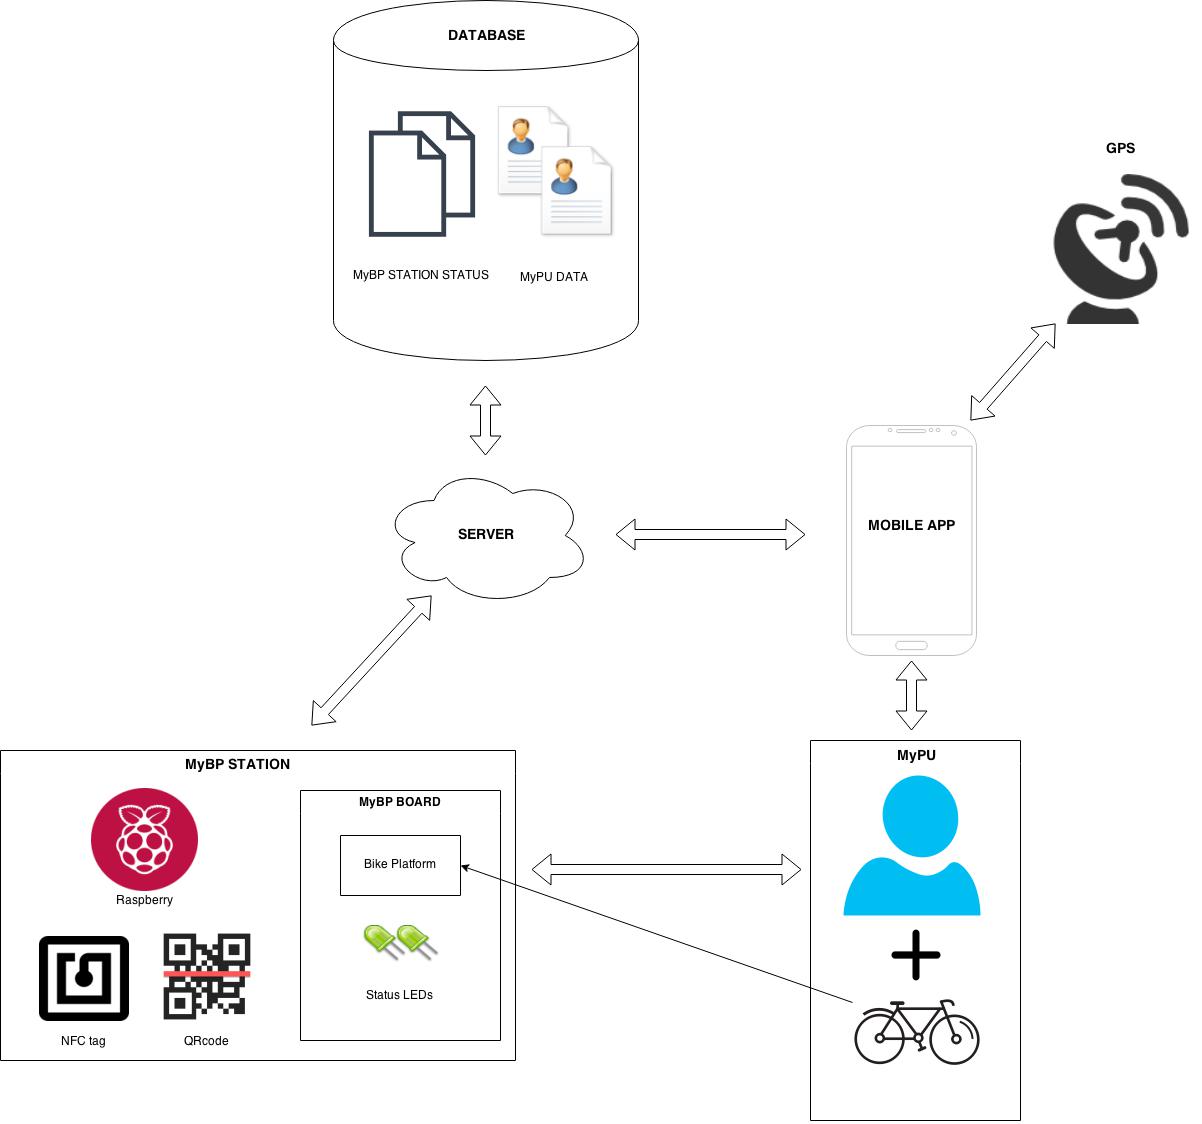 DATABASE
MyBP STATION STATUS
MyPU DATA
GPS
SERVER
MOBILE APP
MyBP STATION
Raspberry
NFC tag
QRcode
MyBP BOARD
Bike Platform
Status LEDs
MyPU